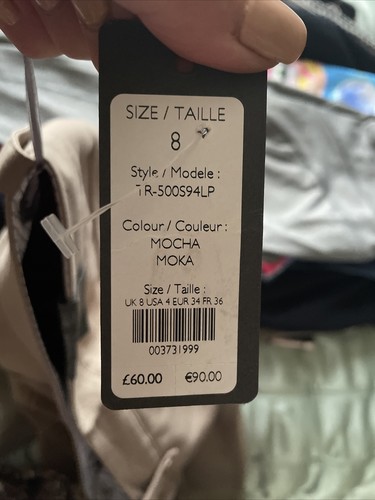 SIZE / TAILLE
8
Style / Modele :
TR-500S94LP
Colour / Couleur :
MOCHA
MOKA
Size / Taille :
UK 8 USA 4 EUR 34 FR 36
003731999
£60.00 €90.00